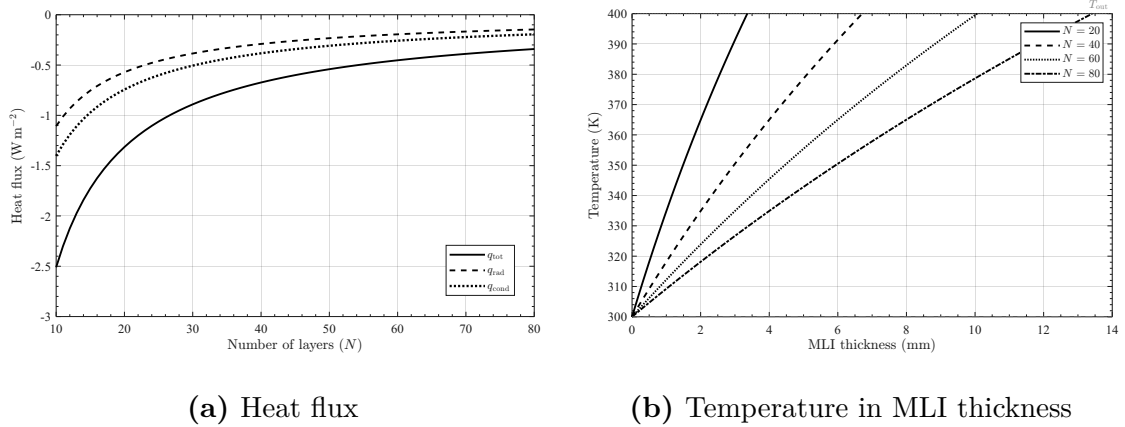 0
-0.5
-1
-1.5
-2
-2.5
-3
10
20
30
40
50
60
70
80
Heat flux (W m⁻²)
Number of layers (N)
q_tot
q_rad
q_cond
(a) Heat flux
T_out
400
390
380
370
360
350
340
330
320
310
300
0
2
4
6
8
10
12
14
Temperature (K)
MLI thickness (mm)
N = 20
N = 40
N = 60
N = 80
(b) Temperature in MLI thickness